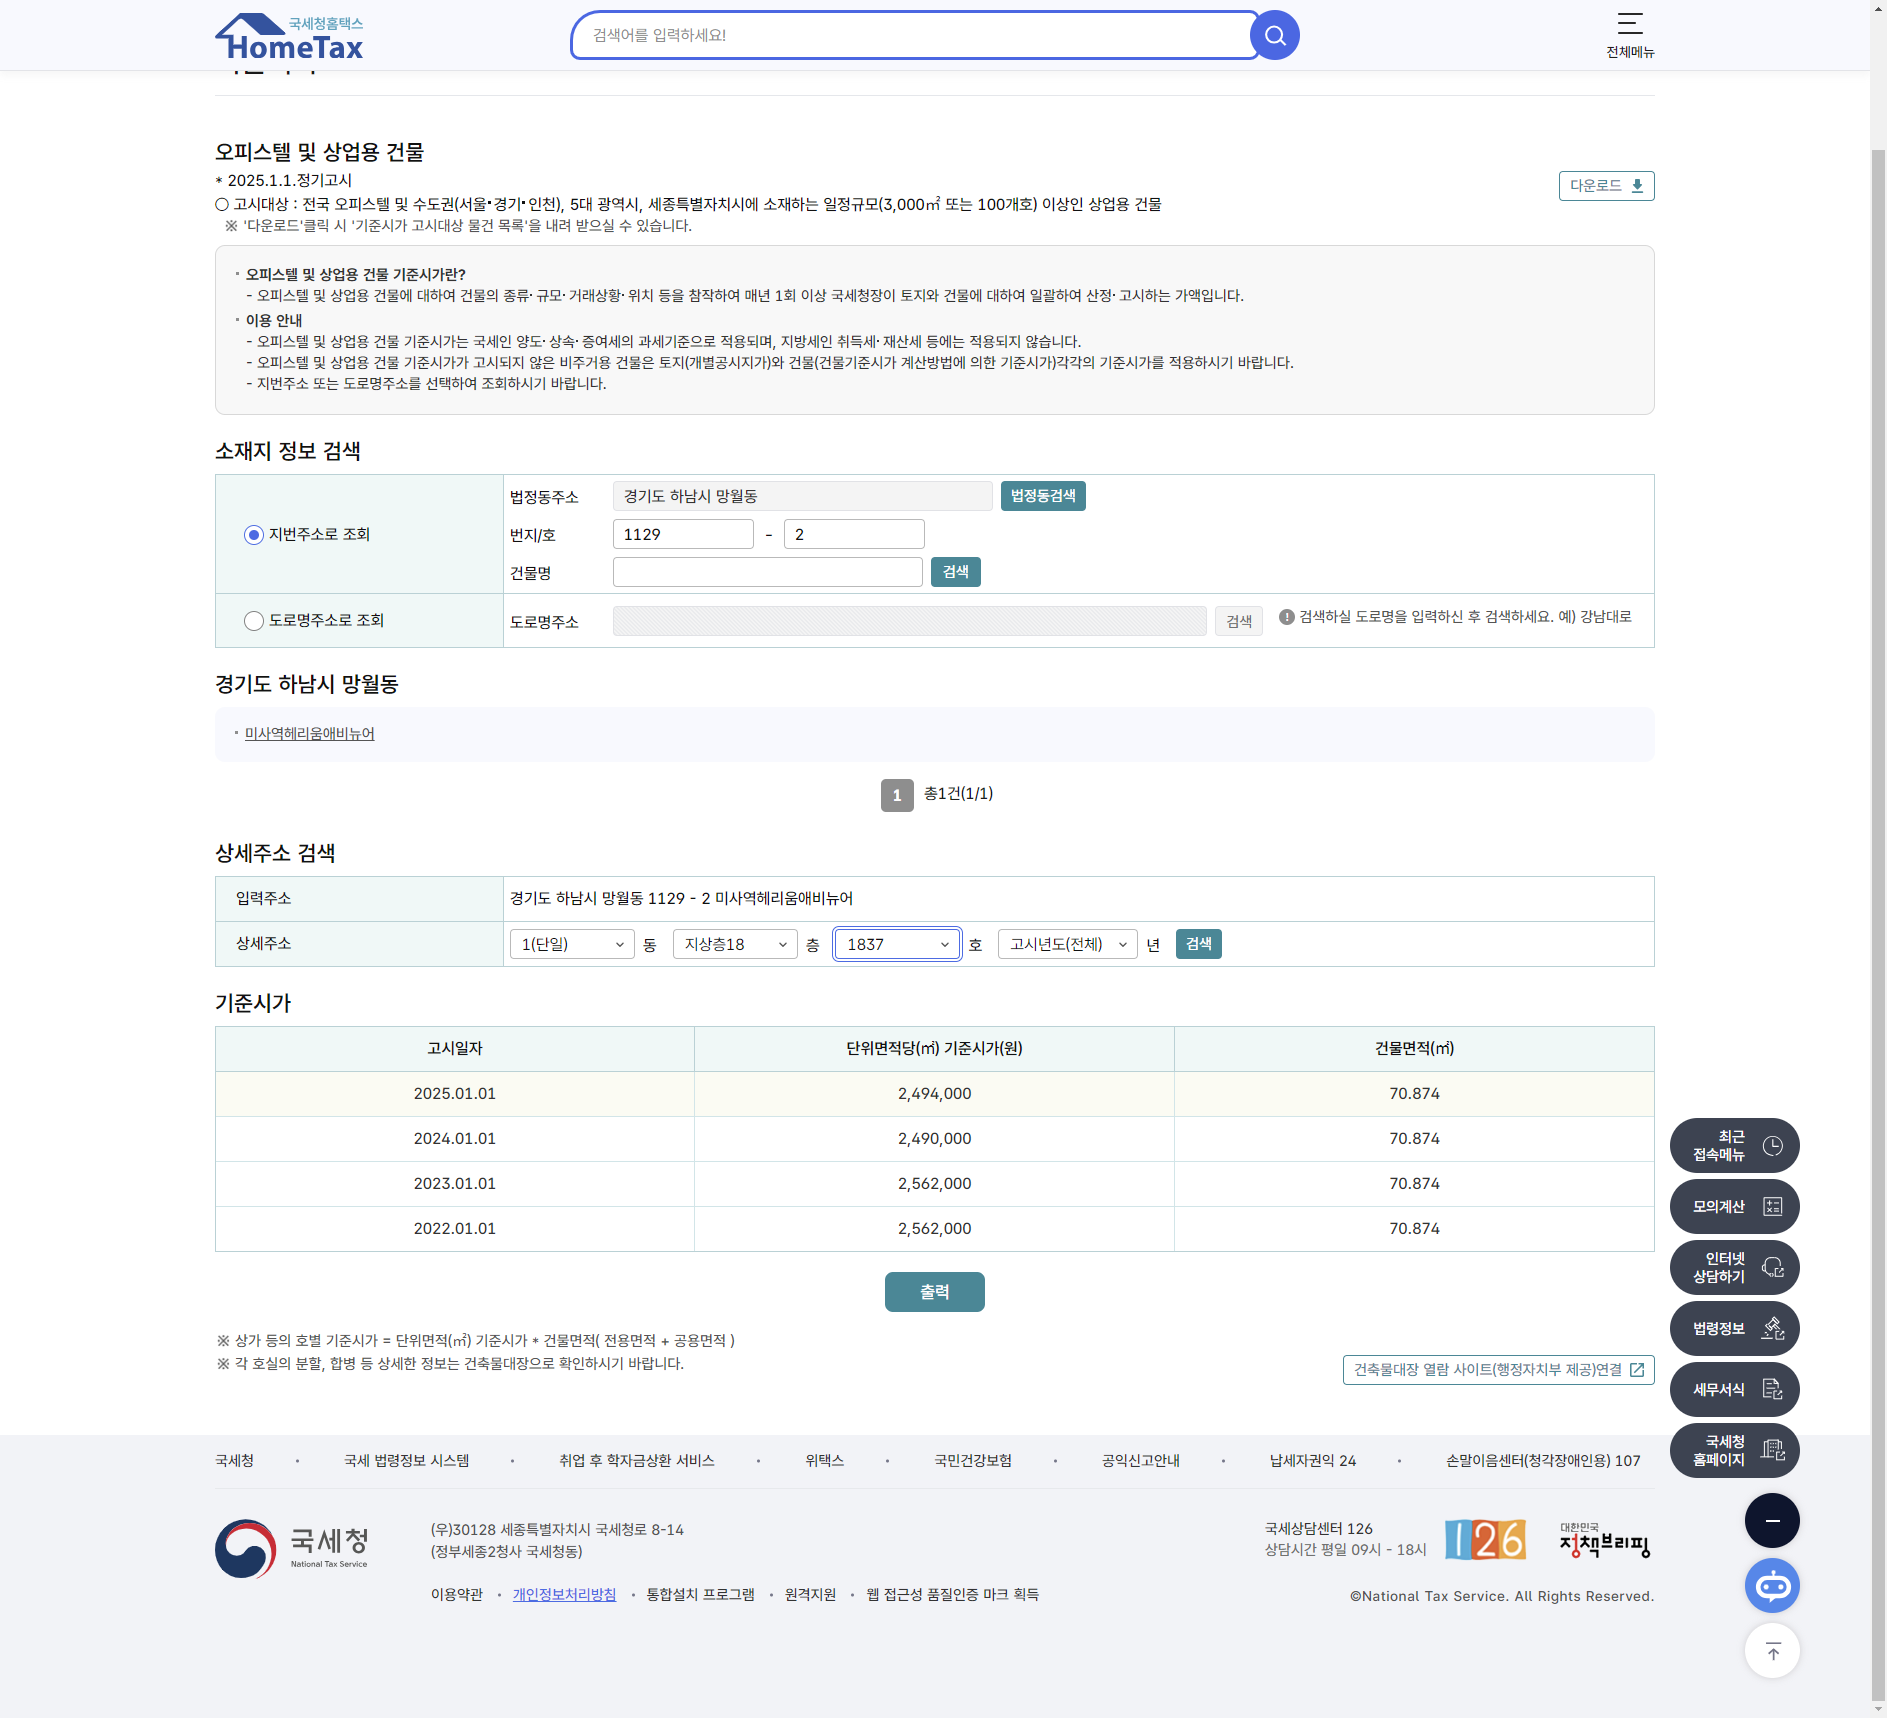 국세청홈택스
HomeTax
검색어를 입력하세요!
전체메뉴
오피스텔 및 상업용 건물
* 2025.1.1.정기고시
다운로드
○ 고시대상 : 전국 오피스텔 및 수도권(서울·경기·인천), 5대 광역시, 세종특별자치시에 소재하는 일정규모(3,000㎡ 또는 100개호) 이상인 상업용 건물
※ '다운로드'클릭 시 '기준시가 고시대상 물건 목록'을 내려 받으실 수 있습니다.
· 오피스텔 및 상업용 건물 기준시가란?
- 오피스텔 및 상업용 건물에 대하여 건물의 종류·규모·거래상황·위치 등을 참작하여 매년 1회 이상 국세청장이 토지와 건물에 대하여 일괄하여 산정·고시하는 가액입니다.
· 이용 안내
- 오피스텔 및 상업용 건물 기준시가는 국세인 양도·상속·증여세의 과세기준으로 적용되며, 지방세인 취득세·재산세 등에는 적용되지 않습니다.
- 오피스텔 및 상업용 건물 기준시가가 고시되지 않은 비주거용 건물은 토지(개별공시지가)와 건물(건물기준시가 계산방법에 의한 기준시가)각각의 기준시가를 적용하시기 바랍니다.
- 지번주소 또는 도로명주소를 선택하여 조회하시기 바랍니다.
소재지 정보 검색
지번주소로 조회
법정동주소 경기도 하남시 망월동 법정동검색
번지/호 1129 - 2
건물명 검색
도로명주소로 조회 도로명주소 검색 검색하실 도로명을 입력하신 후 검색하세요. 예) 강남대로
경기도 하남시 망월동
· 미사역헤리움애비뉴어
1 총1건(1/1)
상세주소 검색
입력주소 경기도 하남시 망월동 1129 - 2 미사역헤리움애비뉴어
상세주소 1(단일) 동 지상층18 층 1837 호 고시년도(전체) 년 검색
기준시가
고시일자 단위면적당(㎡) 기준시가(원) 건물면적(㎡)
2025.01.01 2,494,000 70.874
2024.01.01 2,490,000 70.874
2023.01.01 2,562,000 70.874
2022.01.01 2,562,000 70.874
출력
※ 상가 등의 호별 기준시가 = 단위면적(㎡) 기준시가 * 건물면적( 전용면적 + 공용면적 )
※ 각 호실의 분할, 합병 등 상세한 정보는 건축물대장으로 확인하시기 바랍니다.
건축물대장 열람 사이트(행정자치부 제공)연결
최근
접속메뉴
모의계산
인터넷
상담하기
법령정보
세무서식
국세청
홈페이지
국세청 · 국세 법령정보 시스템 · 취업 후 학자금상환 서비스 · 위택스 · 국민건강보험 · 공익신고안내 · 납세자권익 24 · 손말이음센터(청각장애인용) 107
국세청
National Tax Service
(우)30128 세종특별자치시 국세청로 8-14
(정부세종2청사 국세청동)
국세상담센터 126
상담시간 평일 09시 - 18시
126
대한민국
정책브리핑
이용약관 · 개인정보처리방침 · 통합설치 프로그램 · 원격지원 · 웹 접근성 품질인증 마크 획득
©National Tax Service. All Rights Reserved.